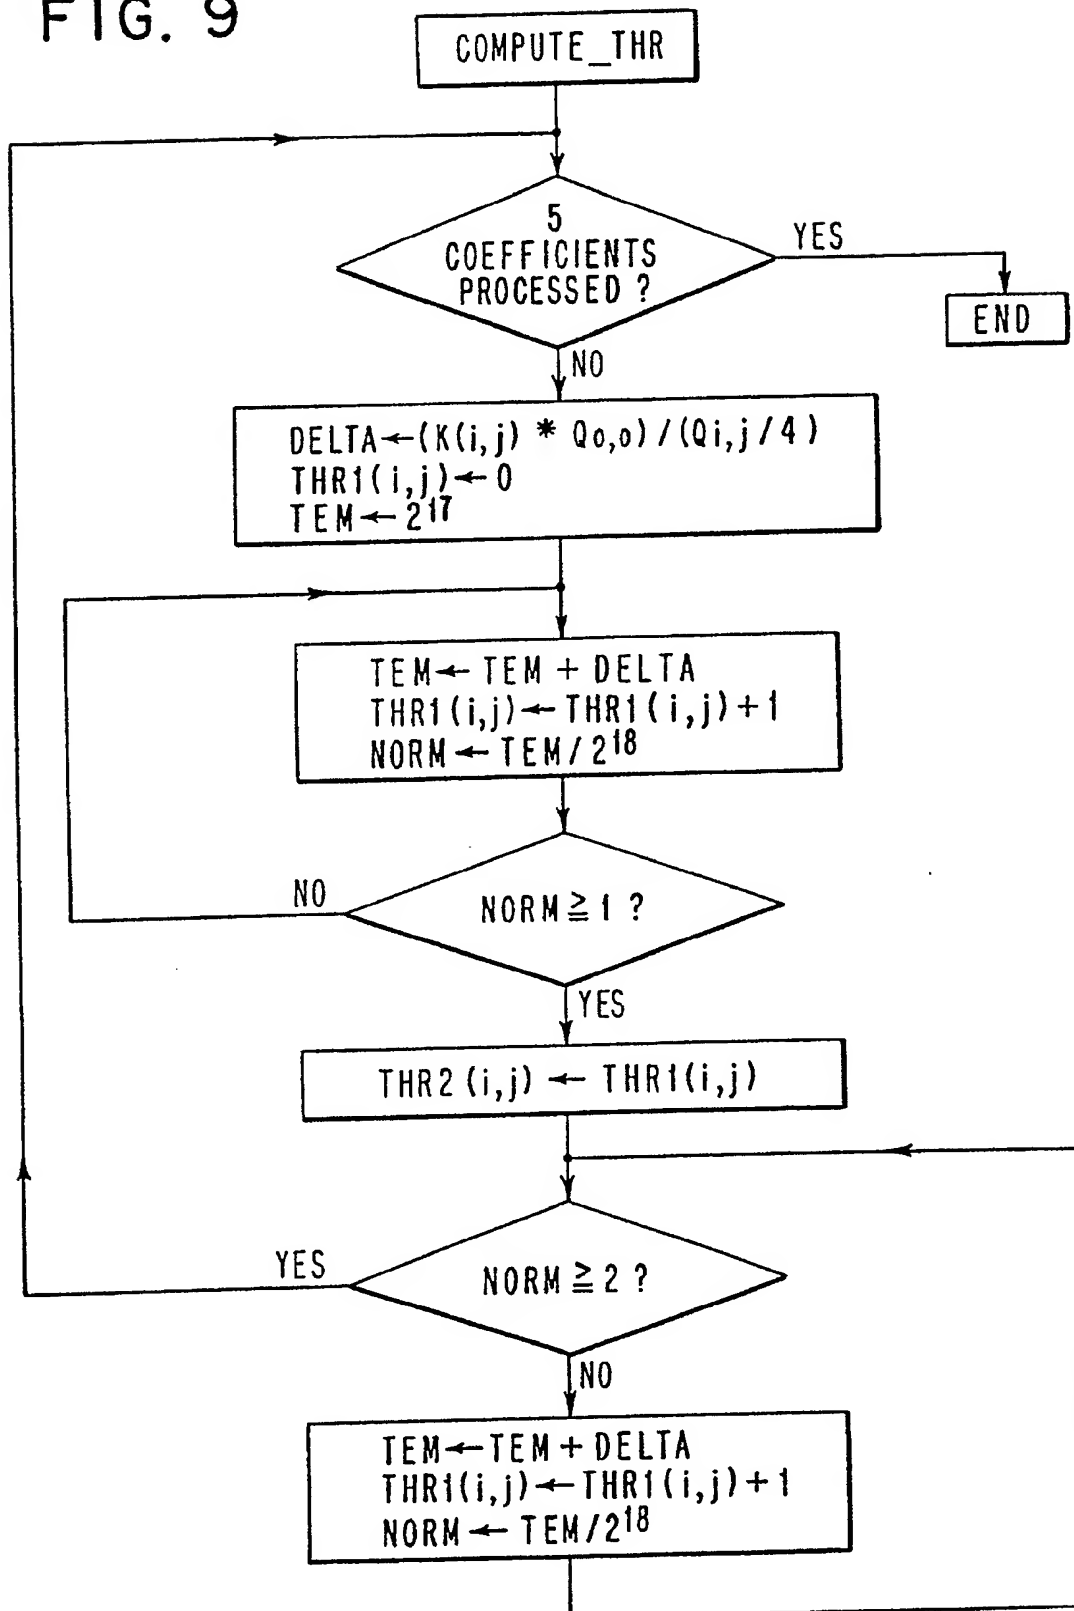 FIG. 9
COMPUTE_THR
5
COEFFICIENTS
PROCESSED ?
YES
END
NO
DELTA←(K(i,j) * Q0,0)/(Qi,j/4)
THR1(i,j)←0
TEM←2¹⁷
TEM←TEM + DELTA
THR1(i,j)←THR1(i,j)+1
NORM←TEM/2¹⁸
NO
NORM≧1 ?
YES
THR2(i,j) ← THR1(i,j)
YES
NORM≧2 ?
NO
TEM←TEM + DELTA
THR1(i,j)←THR1(i,j)+1
NORM←TEM/2¹⁸